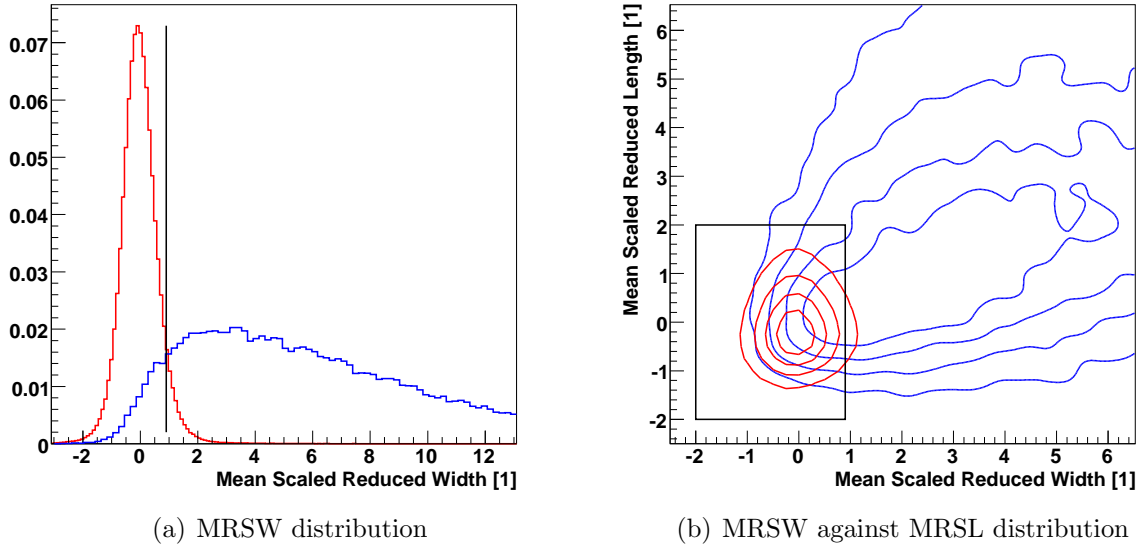 0.07
0.06
0.05
0.04
0.03
0.02
0.01
0
-2 0 2 4 6 8 10 12
Mean Scaled Reduced Width [1]
(a) MRSW distribution
Mean Scaled Reduced Length [1]
6
5
4
3
2
1
0
-1
-2
-2 -1 0 1 2 3 4 5 6
Mean Scaled Reduced Width [1]
(b) MRSW against MRSL distribution